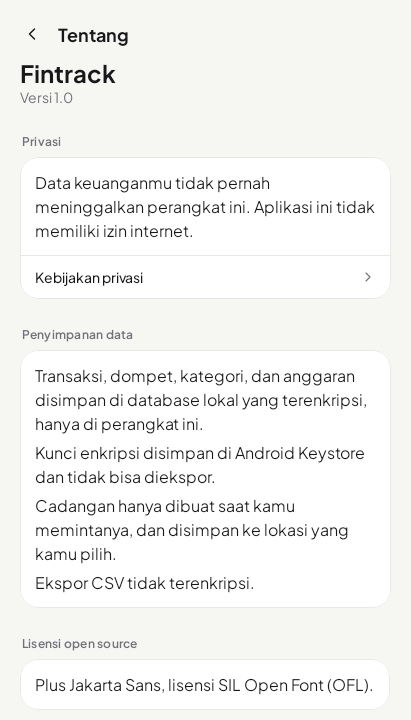 Tentang
Fintrack
Versi 1.0
Privasi
Data keuanganmu tidak pernah
meninggalkan perangkat ini. Aplikasi ini tidak
memiliki izin internet.
Kebijakan privasi
Penyimpanan data
Transaksi, dompet, kategori, dan anggaran
disimpan di database lokal yang terenkripsi,
hanya di perangkat ini.
Kunci enkripsi disimpan di Android Keystore
dan tidak bisa diekspor.
Cadangan hanya dibuat saat kamu
memintanya, dan disimpan ke lokasi yang
kamu pilih.
Ekspor CSV tidak terenkripsi.
Lisensi open source
Plus Jakarta Sans, lisensi SIL Open Font (OFL).